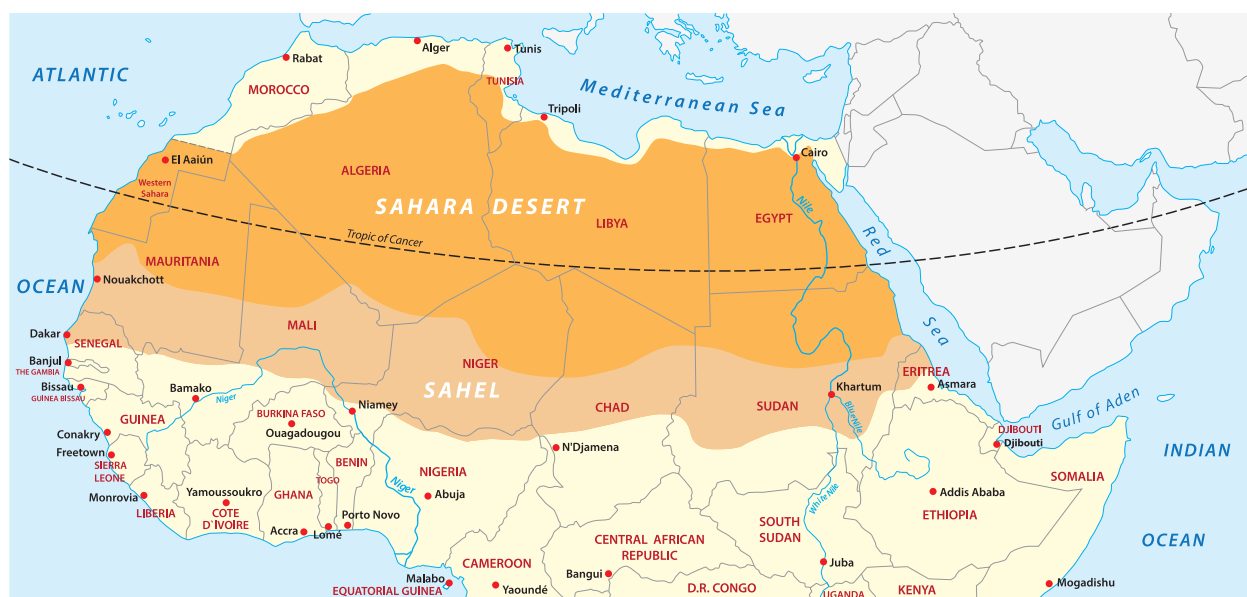 Alger
Tunis
Rabat
ATLANTIC
TUNISIA
MOROCCO
Mediterranean Sea
Tripoli
Cairo
El Aaiún
ALGERIA
Western
Sahara
SAHARA DESERT
Nile
LIBYA
EGYPT
Tropic of Cancer
Red
Sea
MAURITANIA
Nouakchott
OCEAN
MALI
Dakar
SENEGAL
Banjul
THE GAMBIA
NIGER
ERITREA
Bissau
GUINEA BISSAU
Bamako
Niger
SAHEL
Khartum
Asmara
Gulf of Aden
Niamey
CHAD
SUDAN
BlueNile
GUINEA
BURKINA FASO
Ouagadougou
Conakry
DJIBOUTI
Djibouti
Freetown
N'Djamena
INDIAN
SIERRA
LEONE
BENIN
NIGERIA
TOGO
SOMALIA
Monrovia
Yamoussoukro
GHANA
Niger
Abuja
Addis Ababa
White Nile
LIBERIA
COTE
D`IVOIRE
Porto Novo
ETHIOPIA
Accra
Lomé
SOUTH
SUDAN
OCEAN
CENTRAL AFRICAN
REPUBLIC
CAMEROON
Juba
Malabo
Bangui
Mogadishu
EQUATORIAL GUINEA
Yaoundé
D.R. CONGO
UGANDA
KENYA